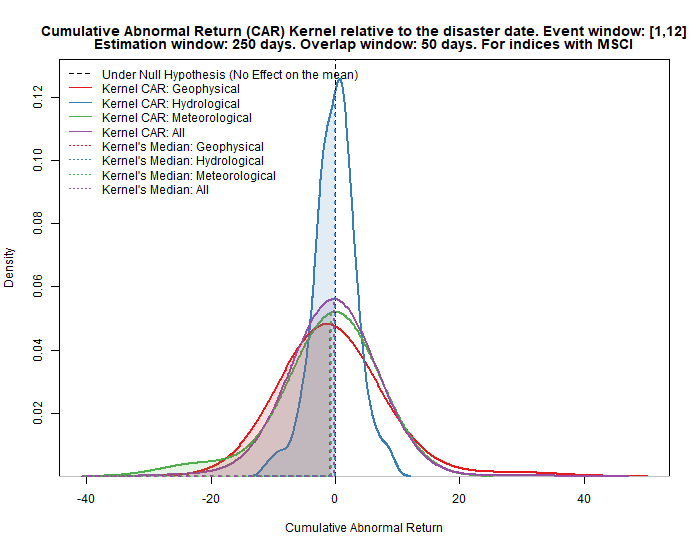 Cumulative Abnormal Return (CAR) Kernel relative to the disaster date. Event window: [1,12]
Estimation window: 250 days. Overlap window: 50 days. For indices with MSCI
Under Null Hypothesis (No Effect on the mean)
Kernel CAR: Geophysical
Kernel CAR: Hydrological
Kernel CAR: Meteorological
Kernel CAR: All
Kernel's Median: Geophysical
Kernel's Median: Hydrological
Kernel's Median: Meteorological
Kernel's Median: All
Density
0.12
0.10
0.08
0.06
0.04
0.02
-40 -20 0 20 40
Cumulative Abnormal Return